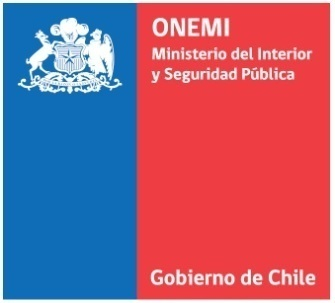 ONEMI
Ministerio del Interior
y Seguridad Pública
Gobierno de Chile